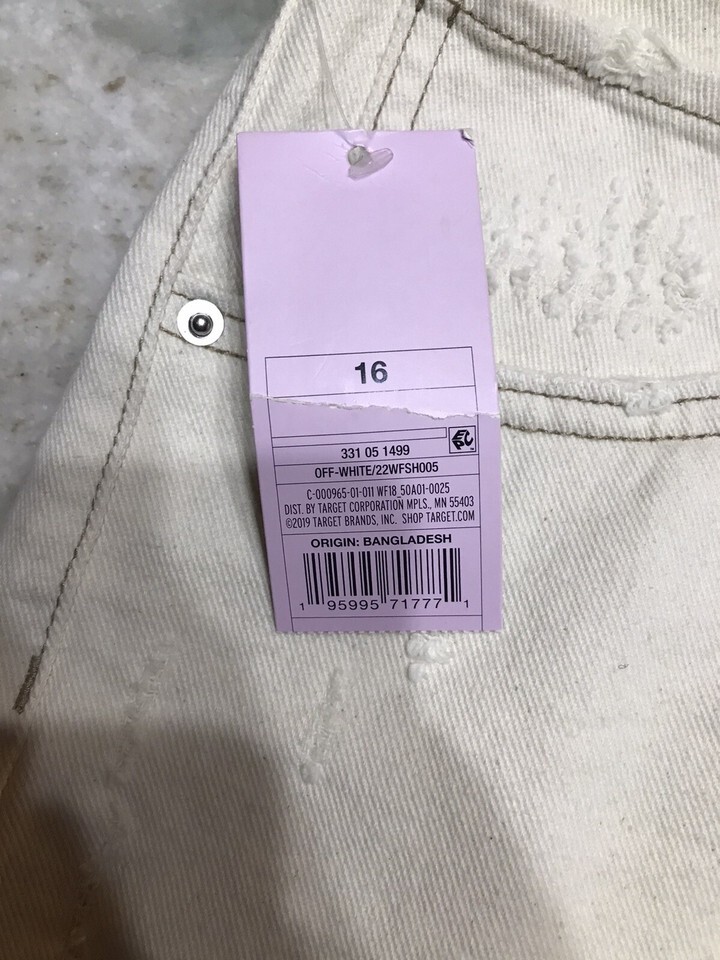 16
331 05 1499
OFF-WHITE/22WFSH005
C-000965-01-011 WF18_50A01-0025
DIST. BY TARGET CORPORATION MPLS., MN 55403
©2019 TARGET BRANDS, INC. SHOP TARGET.COM
ORIGIN: BANGLADESH
1 95995 71777 1